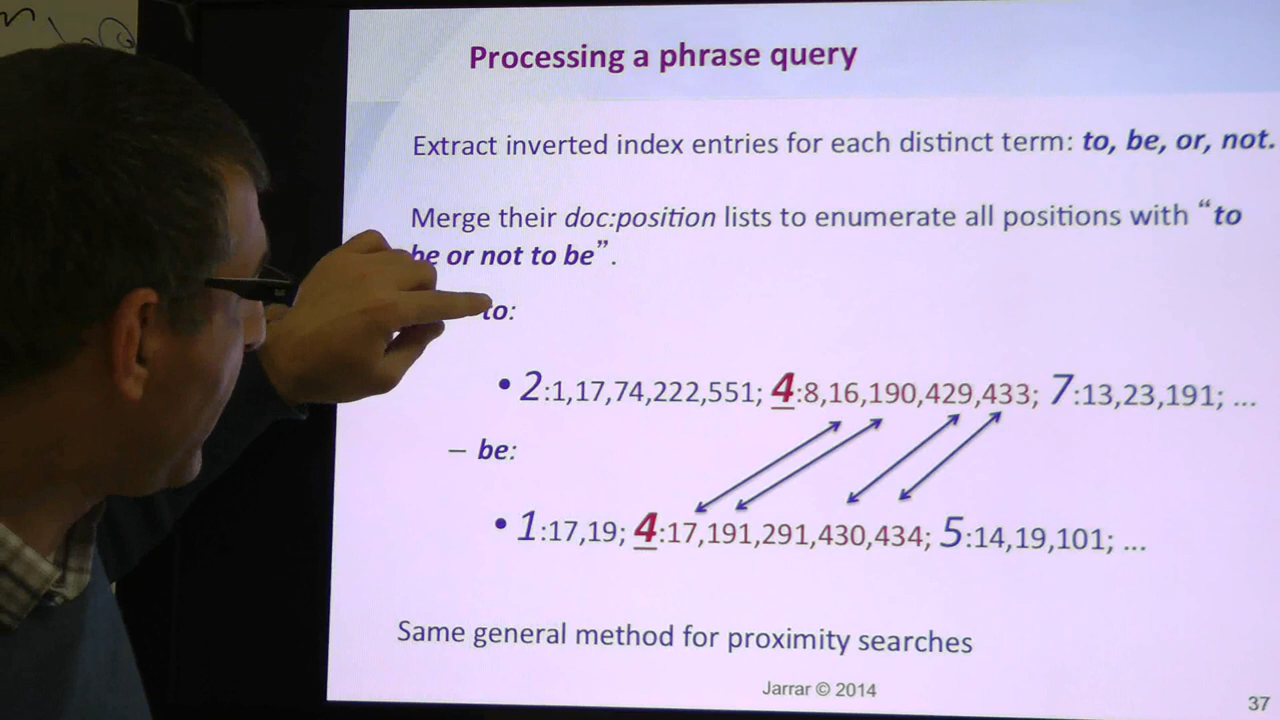 Processing a phrase query
Extract inverted index entries for each distinct term: to, be, or, not.
Merge their doc:position lists to enumerate all positions with “to
be or not to be”.
to:
• 2:1,17,74,222,551; 4:8,16,190,429,433; 7:13,23,191; ...
– be:
• 1:17,19; 4:17,191,291,430,434; 5:14,19,101; ...
Same general method for proximity searches
Jarrar © 2014
37